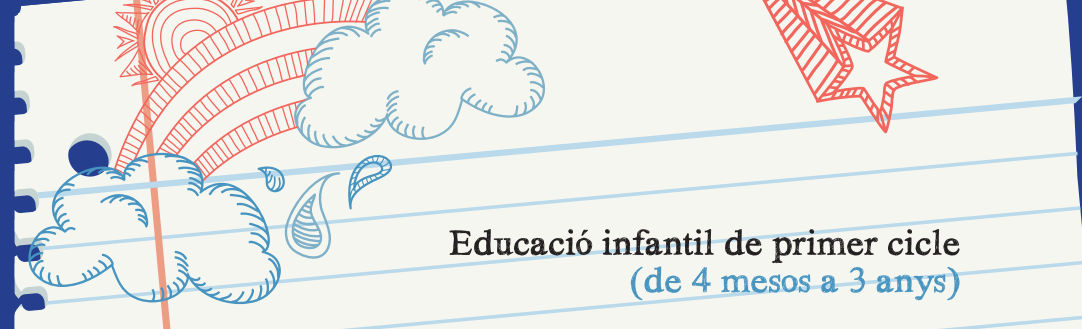 Educació infantil de primer cicle
(de 4 mesos a 3 anys)